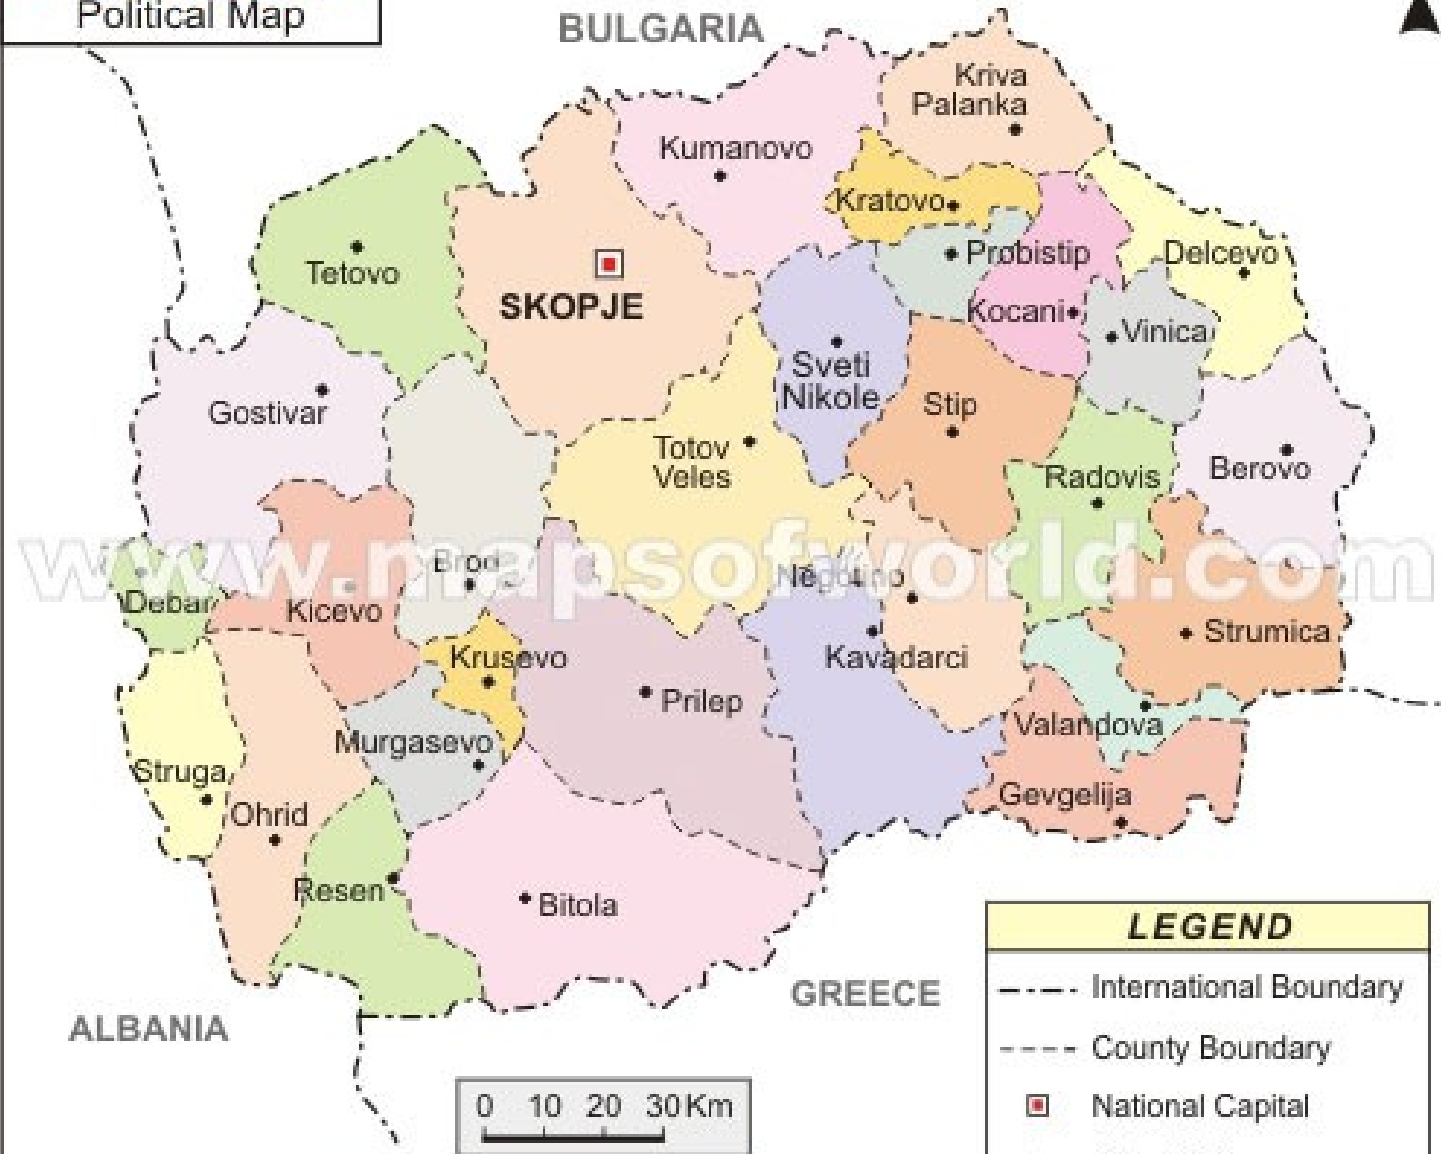 Political Map
BULGARIA
Kriva
Palanka
Kumanovo
Kratovo
Probistip
Delcevo
Tetovo
SKOPJE
Kocani
Vinica
Sveti
Nikole
Gostivar
Stip
Totov
Veles
Radovis
Berovo
www.mapsofworld.com
Brod
Negotino
Debar
Kicevo
Strumica
Krusevo
Kavadarci
Prilep
Valandova
Murgasevo
Struga
Gevgelija
Ohrid
Resen
Bitola
GREECE
ALBANIA
LEGEND
International Boundary
County Boundary
National Capital
0 10 20 30 Km